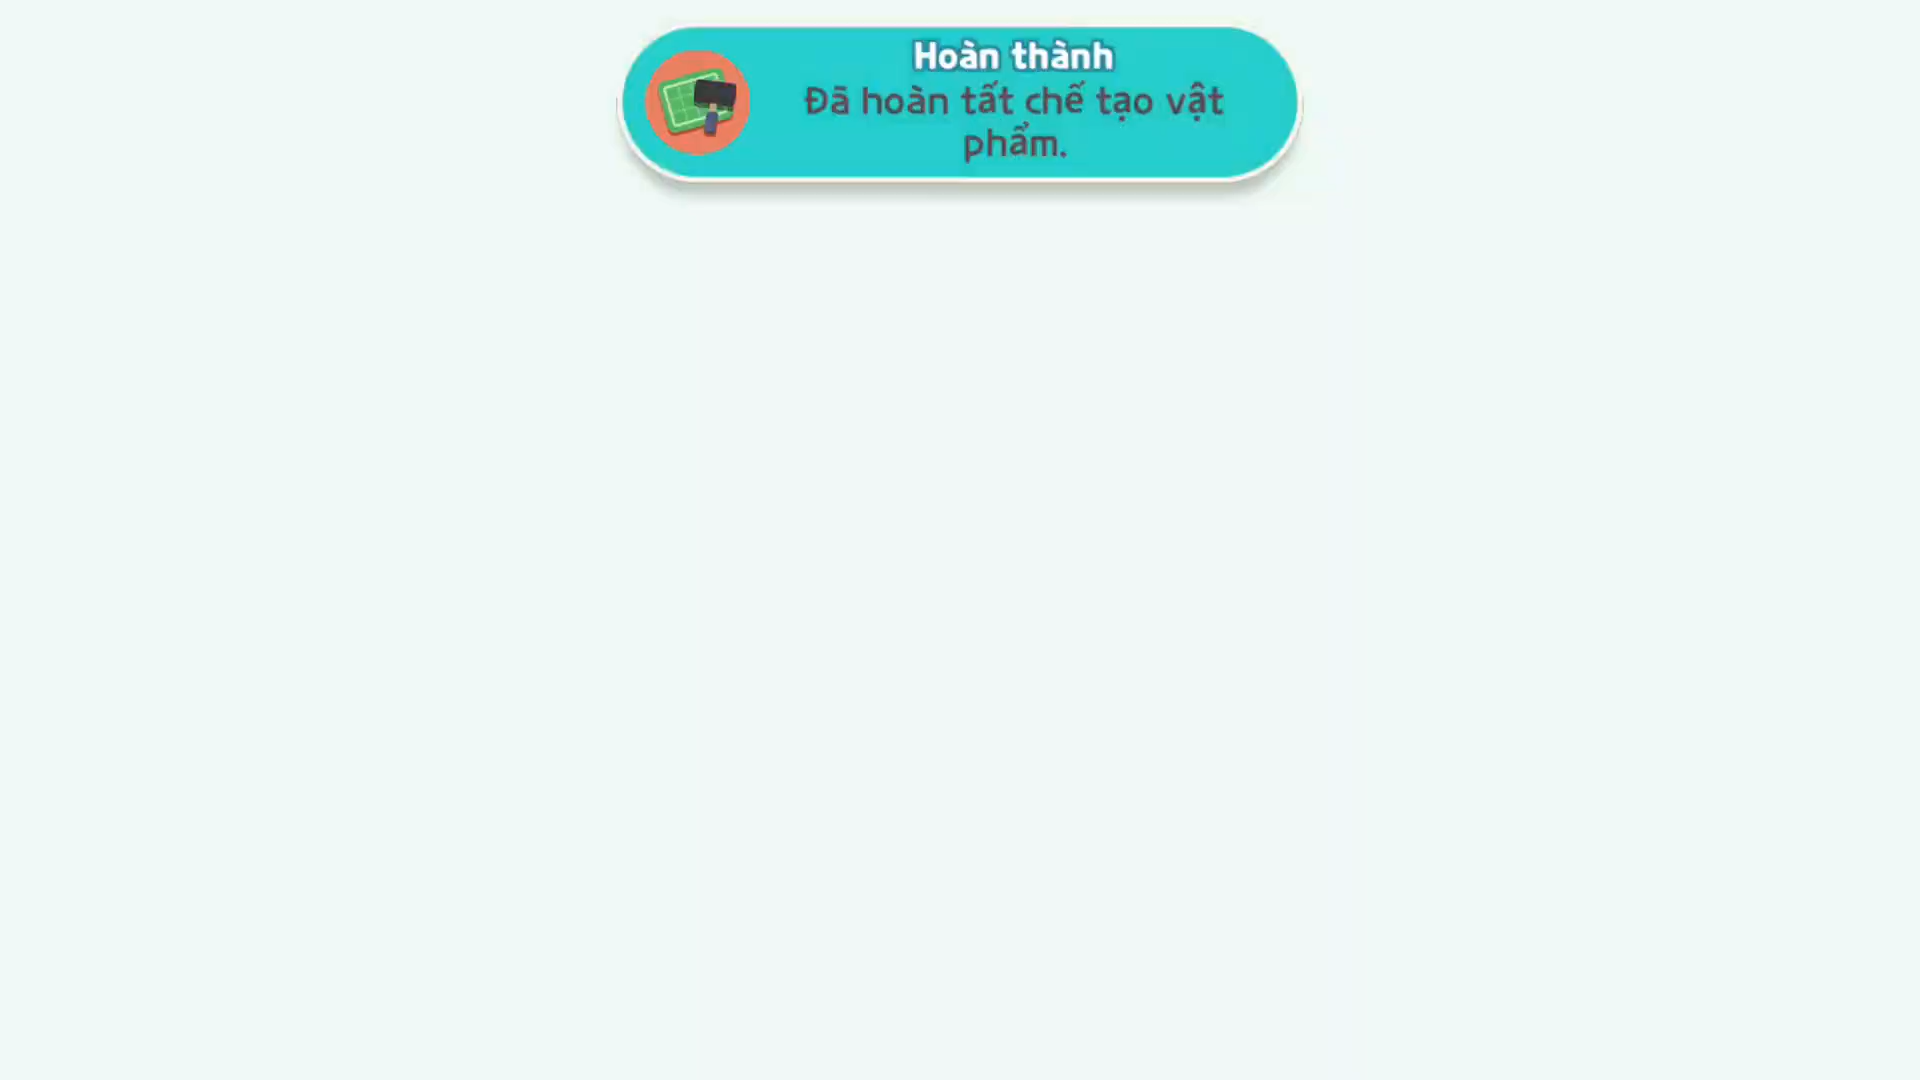 Hoàn thành
Đã hoàn tất chế tạo vật
phẩm.